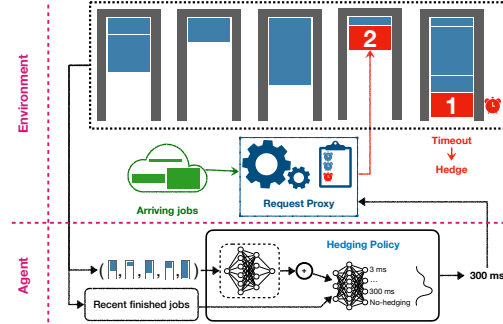 Environment
2
1
Timeout
Hedge
Arriving jobs
Request Proxy
Agent
Hedging Policy
( , , , , )
+
3 ms
...
300 ms
No-hedging
300 ms
Recent finished jobs